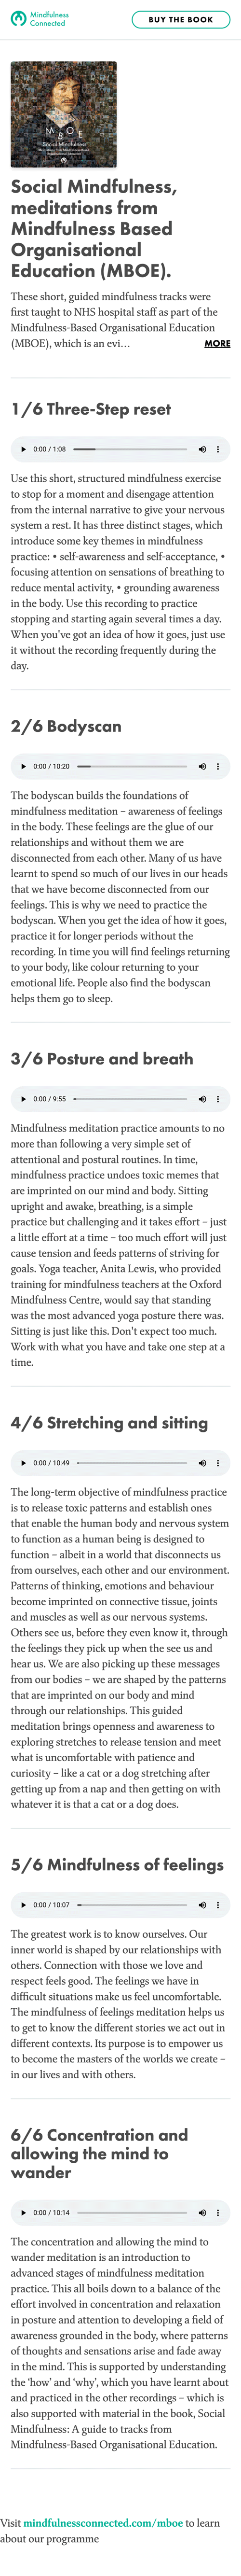 Mindfulness
Connected
BUY THE BOOK
M B O E
Social Mindfulness
Social Mindfulness,
meditations from
Mindfulness Based
Organisational
Education (MBOE).
These short, guided mindfulness tracks were
first taught to NHS hospital staff as part of the
Mindfulness-Based Organisational Education
(MBOE), which is an evi… MORE
1/6 Three-Step reset
0:00 / 1:08
Use this short, structured mindful exercise
to stop for a moment and disengage attention
from the internal narrative to give your nervous
system a rest. It has three distinct stages, which
introduce some key themes in mindfulness
practice: • self-awareness and self-acceptance, •
focusing attention on sensations of breathing to
reduce mental activity, • grounding awareness
in the body. Use this recording to practice
stopping and starting again several times a day.
When you've got an idea of how it goes, just use
it without the recording frequently during the
day.
2/6 Bodyscan
0:00 / 10:20
The bodyscan builds the foundations of
mindfulness meditation – awareness of feelings
in the body. These feelings are the glue of our
relationships and without them we are
disconnected from each other. Many of us have
learnt to spend so much of our lives in our heads
that we have become disconnected from our
feelings. This is why we need to practice the
bodyscan. When you get the idea of how it goes,
practice it for longer periods without the
recording. In time you will find feelings returning
to your body, like colour returning to your
emotional life. People also find the bodyscan
helps them go to sleep.
3/6 Posture and breath
0:00 / 9:55
Mindfulness meditation practice amounts to no
more than following a very simple set of
attentional and postural routines. In time,
mindfulness practice undoes toxic memes that
are imprinted on our mind and body. Sitting
upright and awake, breathing, is a simple
practice but challenging and it takes effort – just
a little effort at a time – too much effort will just
cause tension and feeds patterns of striving for
goals. Yoga teacher, Anita Lewis, who provided
training for mindfulness teachers at the Oxford
Mindfulness Centre, would say that standing
was the most advanced yoga posture there was.
Sitting is just like this. Don't expect too much.
Work with what you have and take one step at a
time.
4/6 Stretching and sitting
0:00 / 10:49
The long-term objective of mindfulness practice
is to release toxic patterns and establish ones
that enable the human body and nervous system
to function as a human being is designed to
function – albeit in a world that disconnects us
from ourselves, each other and our environment.
Patterns of thinking, emotions and behaviour
become imprinted on connective tissue, joints
and muscles as well as our nervous systems.
Others see us, before they even know it, through
the feelings they pick up when the see us and
hear us. We are also picking up these messages
from our bodies – we are shaped by the patterns
that are imprinted on our body and mind
through our relationships. This guided
meditation brings openness and awareness to
exploring stretches to release tension and meet
what is uncomfortable with patience and
curiosity – like a cat or a dog stretching after
getting up from a nap and then getting on with
whatever it is that a cat or a dog does.
5/6 Mindfulness of feelings
0:00 / 10:07
The greatest work is to know ourselves. Our
inner world is shaped by our relationships with
others. Connection with those we love and
respect feels good. The feelings we have in
difficult situations make us feel uncomfortable.
The mindfulness of feelings meditation helps us
to get to know the different stories we act out in
different contexts. Its purpose is to empower us
to become the masters of the worlds we create –
in our lives and with others.
6/6 Concentration and
allowing the mind to
wander
0:00 / 10:14
The concentration and allowing the mind to
wander meditation is an introduction to
advanced stages of mindfulness meditation
practice. This all boils down to a balance of the
effort involved in concentration and relaxation
in posture and attention to developing a field of
awareness grounded in the body, where patterns
of thoughts and sensations arise and fade away
in the mind. This is supported by understanding
the ‘how’ and ‘why’, which you have learnt about
and practiced in the other recordings – which is
also supported with material in the book, Social
Mindfulness: A guide to tracks from
Mindfulness-Based Organisational Education.
Visit mindfulnessconnected.com/mboe to learn
about our programme